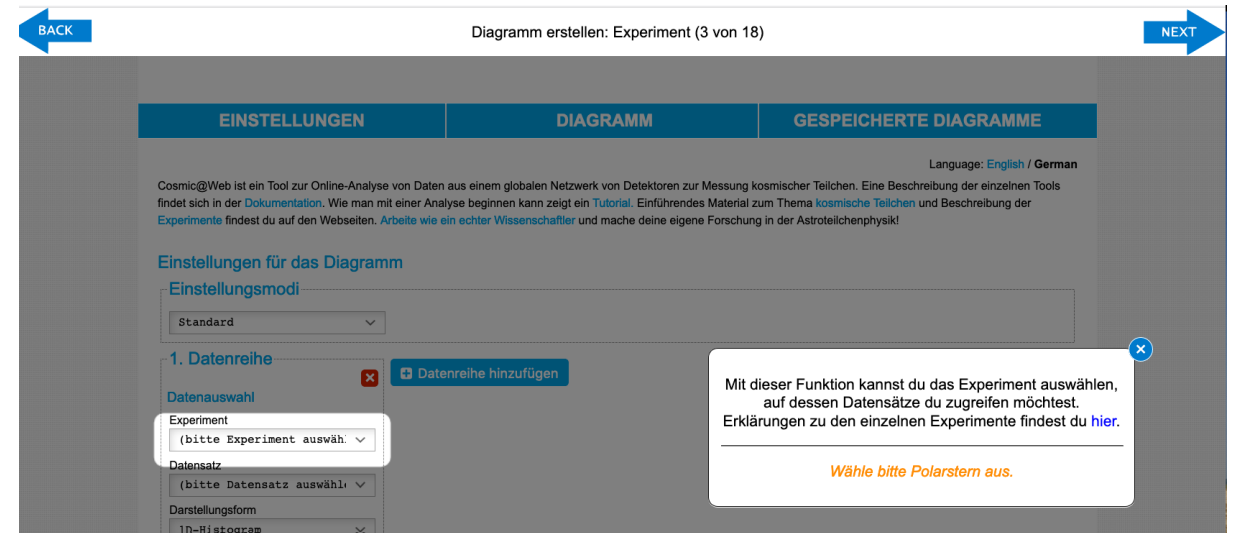 BACK
Diagramm erstellen: Experiment (3 von 18)
NEXT
EINSTELLUNGEN
DIAGRAMM
GESPEICHERTE DIAGRAMME
Language: English / German
Cosmic@Web ist ein Tool zur Online-Analyse von Daten aus einem globalen Netzwerk von Detektoren zur Messung kosmischer Teilchen. Eine Beschreibung der einzelnen Tools
findet sich in der Dokumentation. Wie man mit einer Analyse beginnen kann zeigt ein Tutorial. Einführendes Material zum Thema kosmische Teilchen und Beschreibung der
Experimente findest du auf den Webseiten. Arbeite wie ein echter Wissenschaftler und mache deine eigene Forschung in der Astroteilchenphysik!
Einstellungen für das Diagramm
Einstellungsmodi
Standard
1. Datenreihe
Datenreihe hinzufügen
Datenauswahl
Experiment
(bitte Experiment auswähl
Datensatz
(bitte Datensatz auswähle
Darstellungsform
1D-Histogram
Mit dieser Funktion kannst du das Experiment auswählen,
auf dessen Datensätze du zugreifen möchtest.
Erklärungen zu den einzelnen Experimente findest du hier.
Wähle bitte Polarstern aus.